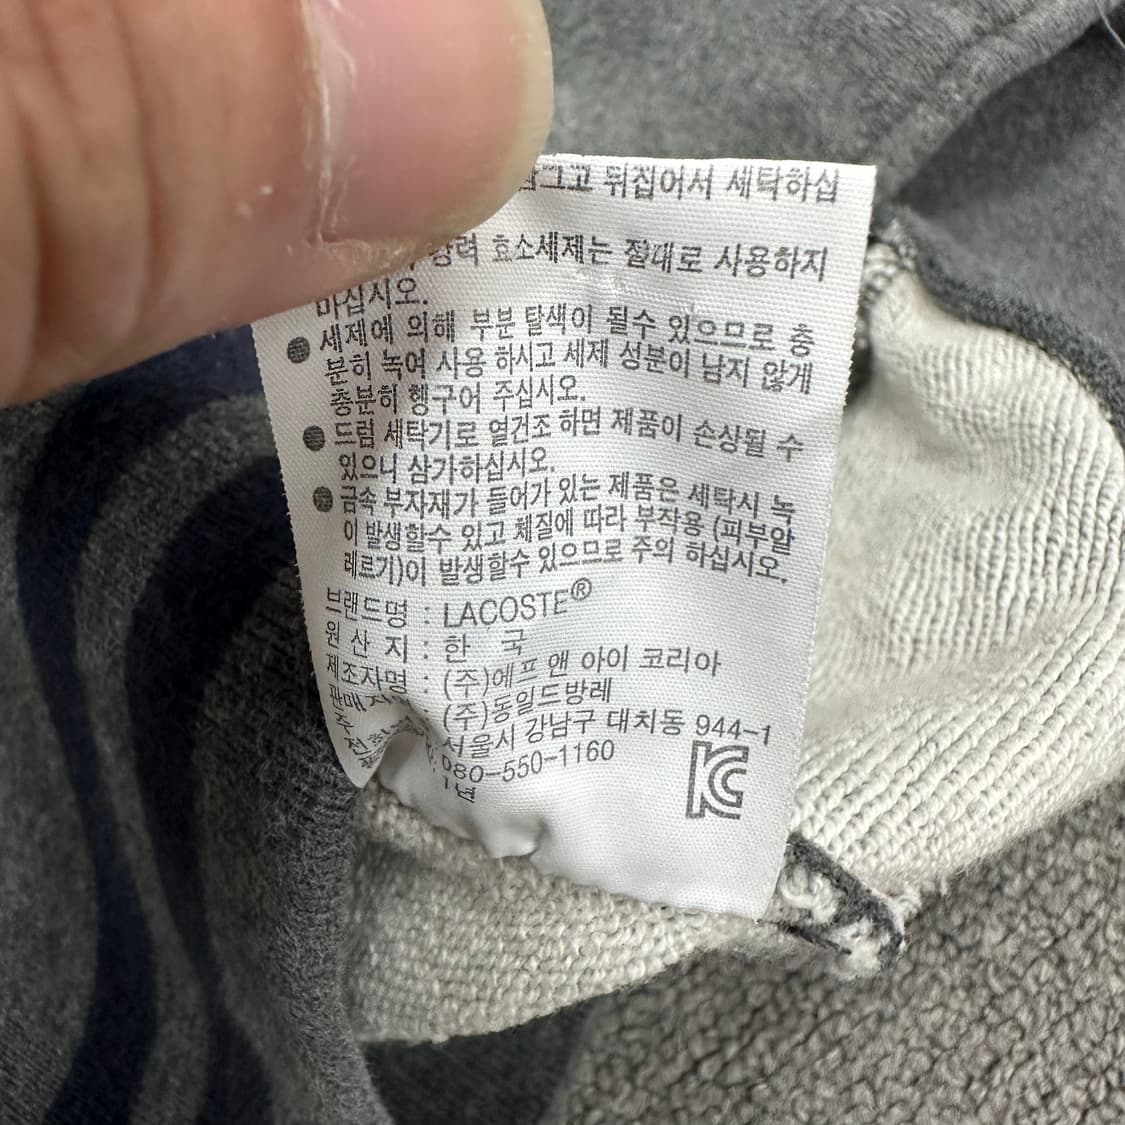 뒤집어서 세탁하십
강력 효소세제는 절대로 사용하지
마십시오.
● 세제에 의해 부분 탈색이 될수 있으므로 충
분히 녹여 사용 하시고 세제 성분이 남지 않게
충분히 헹구어 주십시오.
● 드럼 세탁기로 열건조 하면 제품이 손상될 수
있으니 삼가하십시오.
● 금속 부자재가 들어가 있는 제품은 세탁시 녹
이 발생할수 있고 체질에 따라 부작용 (피부알
레르기)이 발생할수 있으므로 주의 하십시오.
브랜드명 : LACOSTE®
원 산 지 : 한 국
제조자명 : (주)에프 앤 아이 코리아
판매자 (주)동일드방레
주 서울시 강남구 대치동 944-1
전화 080-550-1160
1년
KC